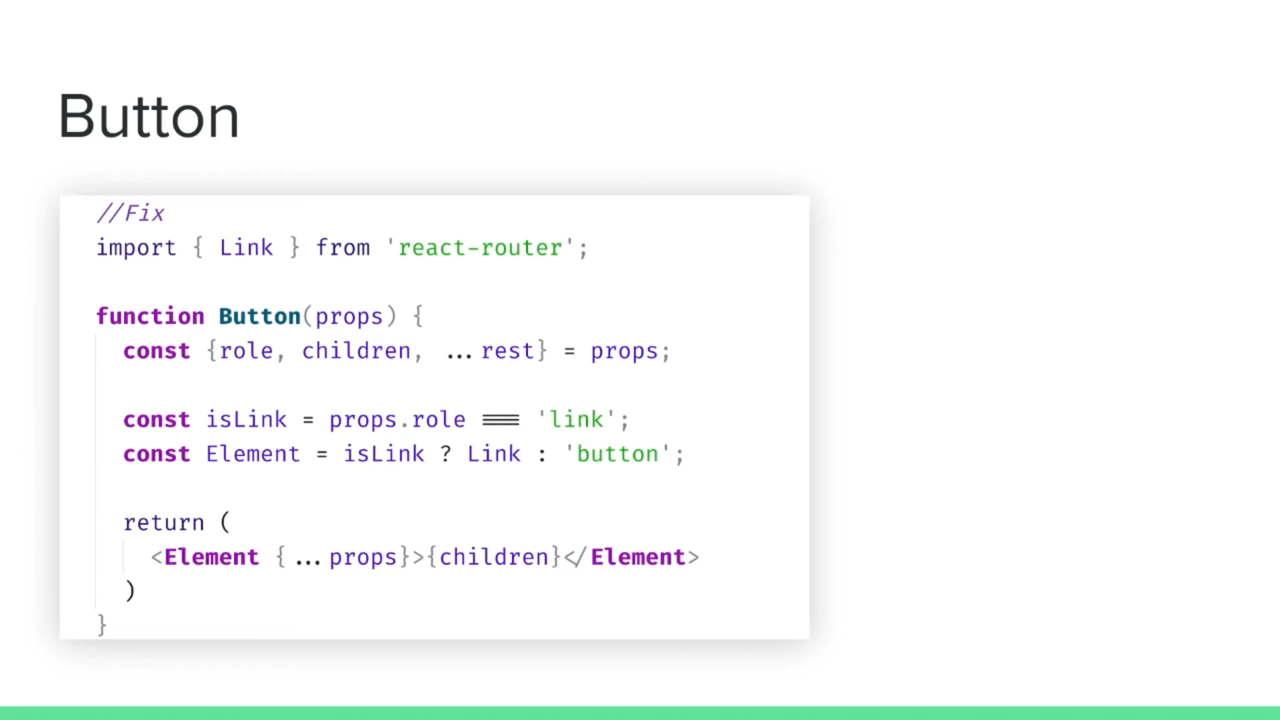 Button
//Fix
import { Link } from 'react-router';
function Button(props) {
const {role, children, ...rest} = props;
const isLink = props.role === 'link';
const Element = isLink ? Link : 'button';
return (
<Element {...props}>{children}</Element>
)
}